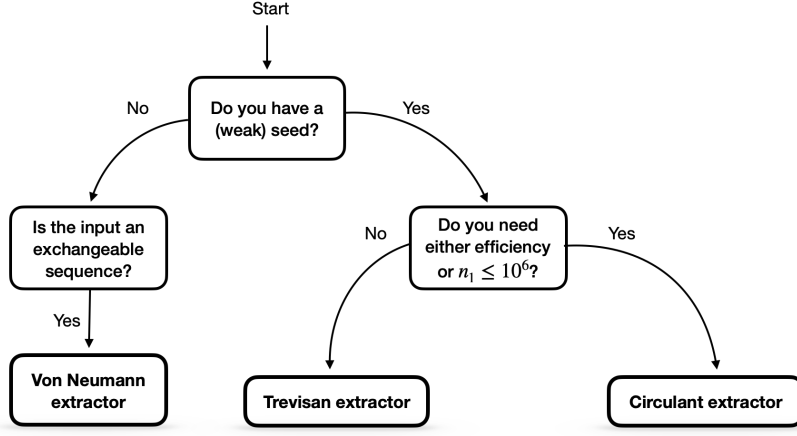 Start
No
Do you have a
(weak) seed?
Yes
Is the input an
exchangeable
sequence?
No
Do you need
either efficiency
or n₁ ≤ 10⁶?
Yes
Yes
Von Neumann
extractor
Trevisan extractor
Circulant extractor